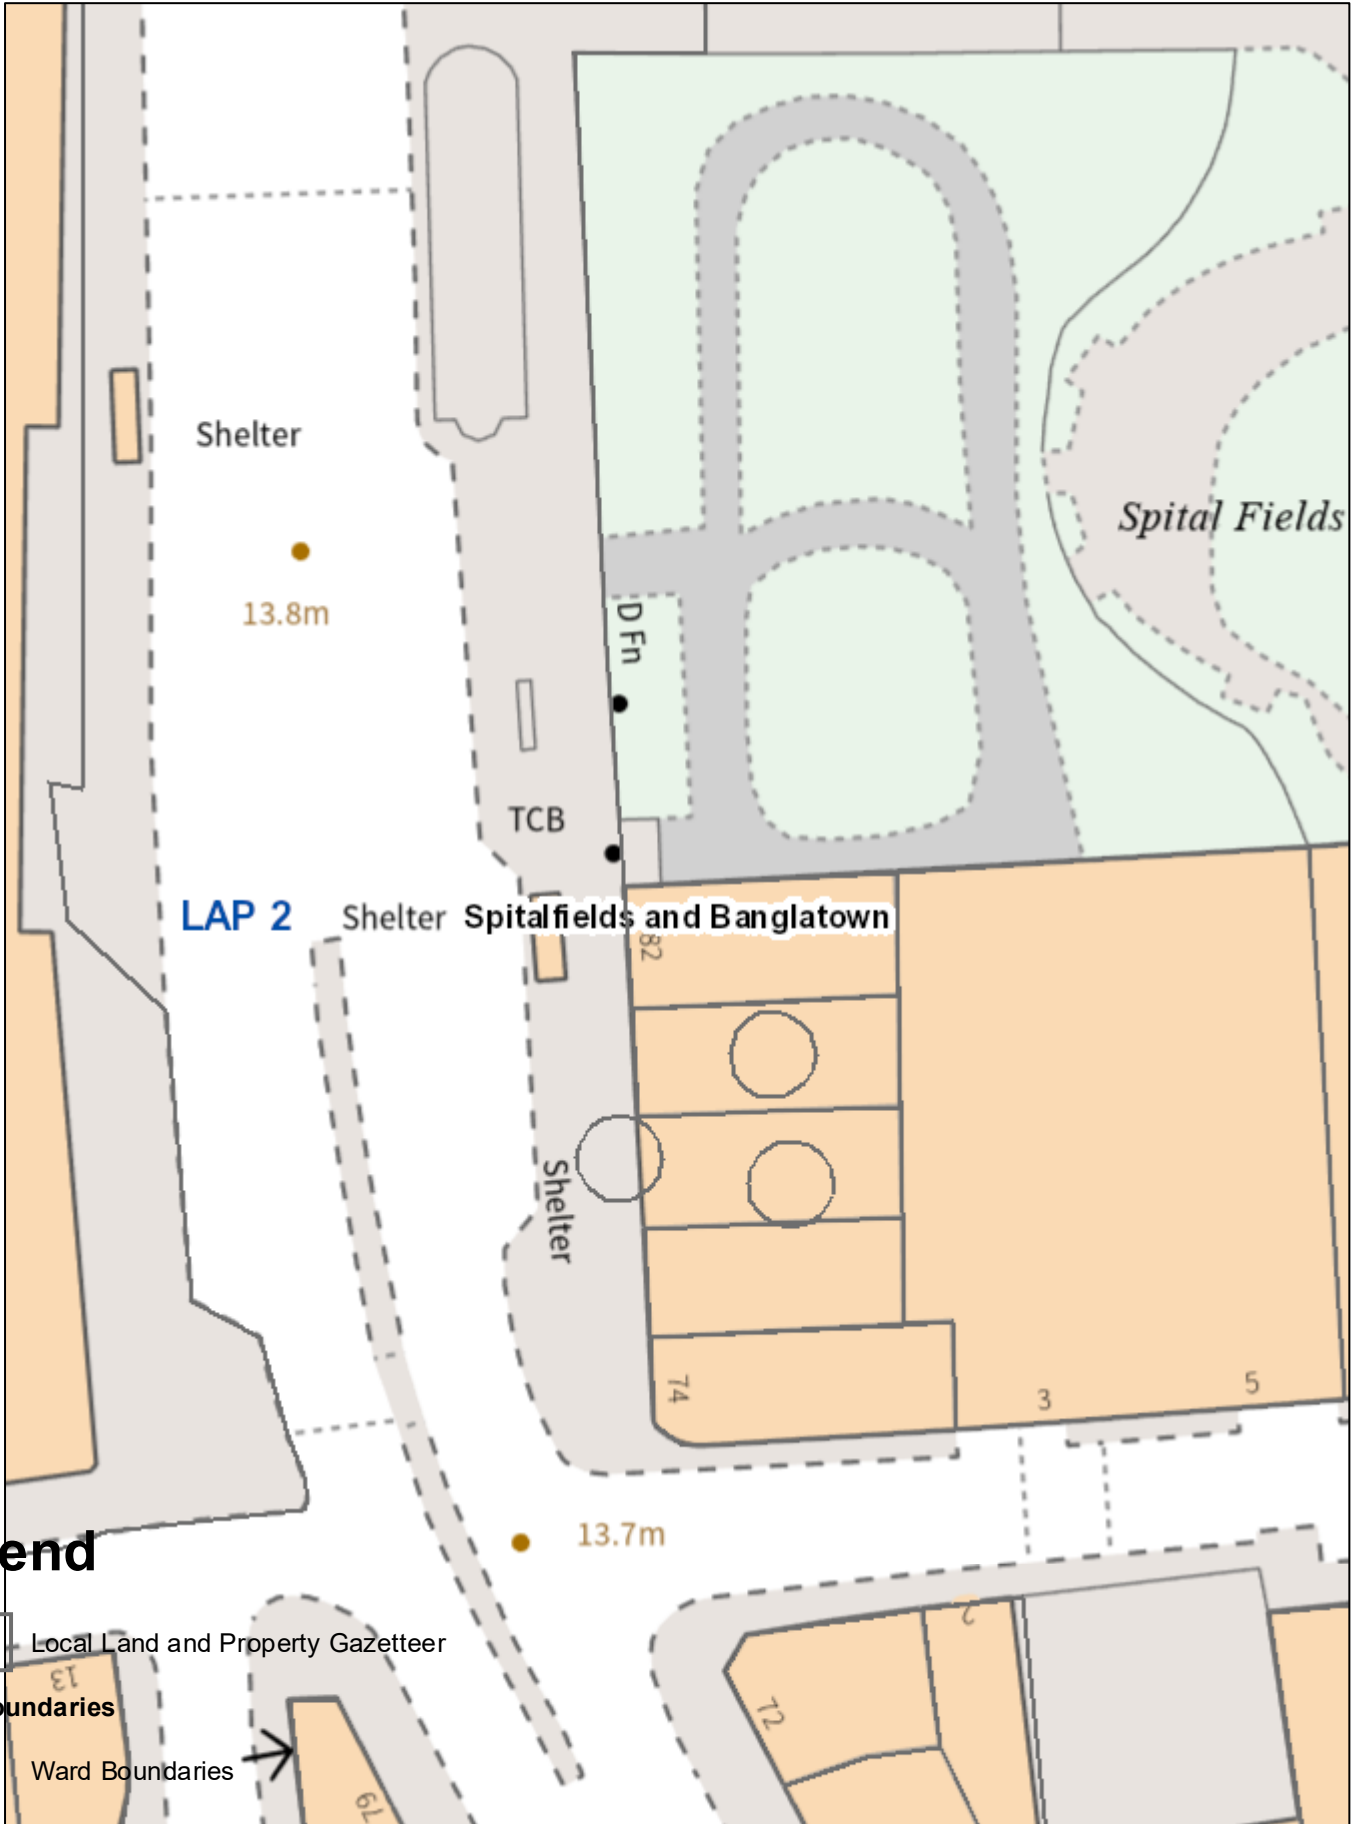 Shelter
Spital Fields
13.8m
D Fn
TCB
LAP 2
Shelter
Spitalfields and Banglatown
82
Shelter
74
3
5
13.7m
end
Local Land and Property Gazetteer
2
13
oundaries
72
Ward Boundaries
79